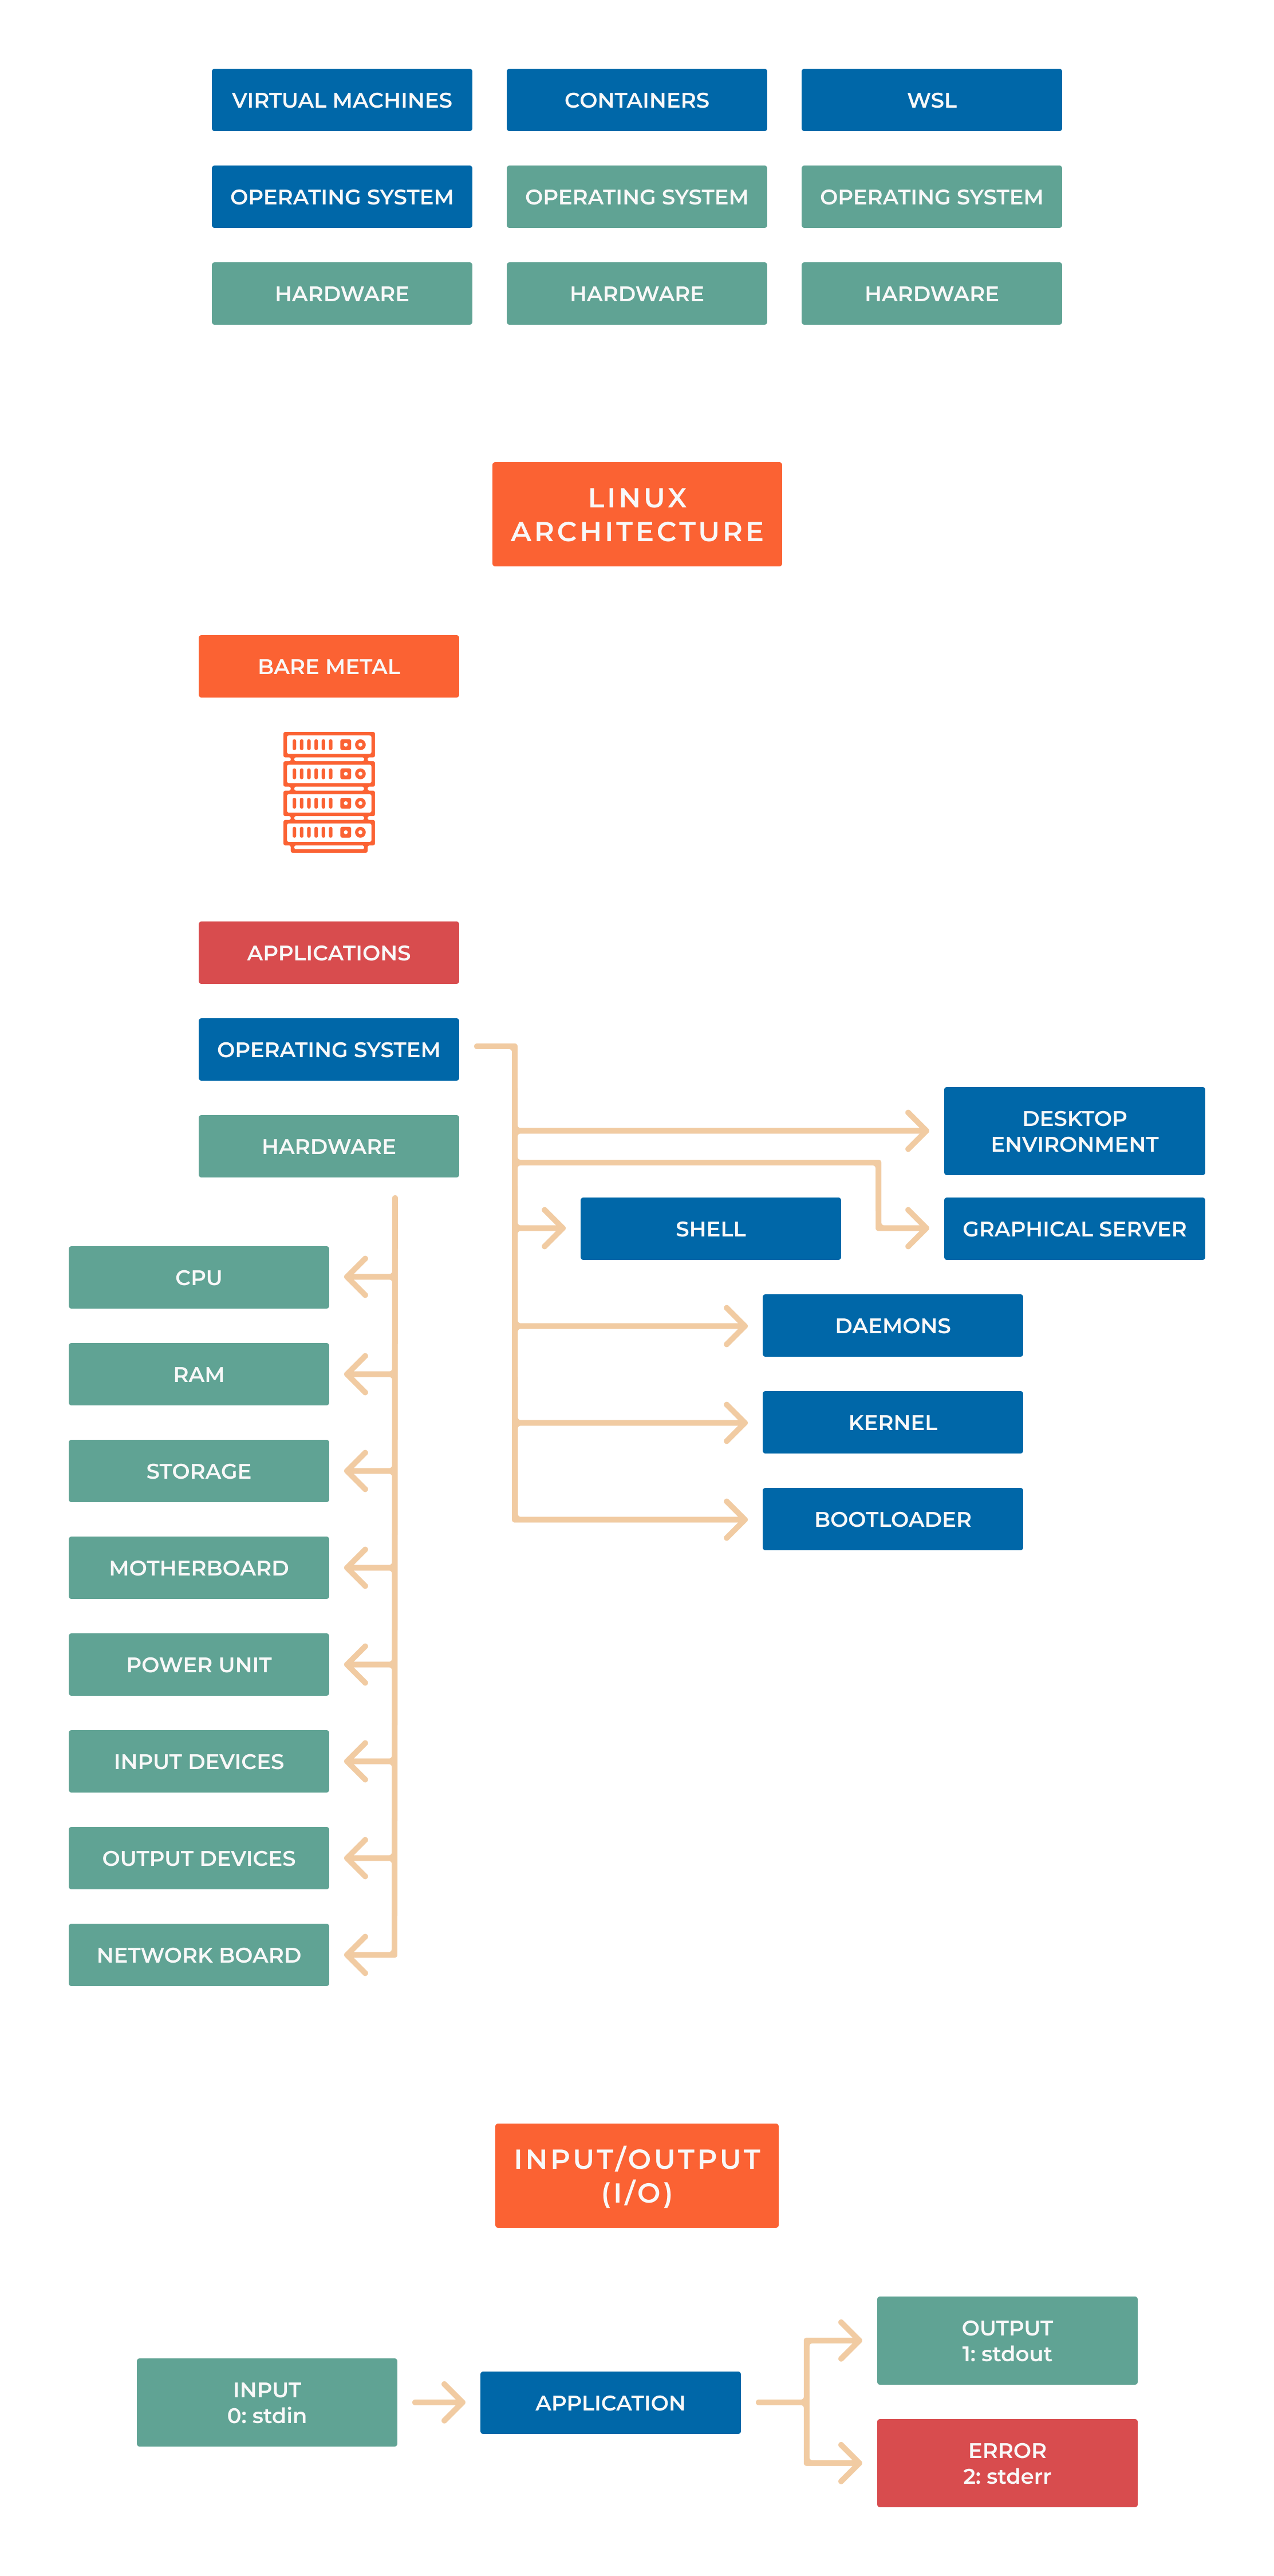 VIRTUAL MACHINES
CONTAINERS
WSL
OPERATING SYSTEM
OPERATING SYSTEM
OPERATING SYSTEM
HARDWARE
HARDWARE
HARDWARE
LINUX
ARCHITECTURE
BARE METAL
APPLICATIONS
OPERATING SYSTEM
HARDWARE
DESKTOP
ENVIRONMENT
SHELL
GRAPHICAL SERVER
DAEMONS
KERNEL
BOOTLOADER
CPU
RAM
STORAGE
MOTHERBOARD
POWER UNIT
INPUT DEVICES
OUTPUT DEVICES
NETWORK BOARD
INPUT/OUTPUT
(I/O)
INPUT
0: stdin
APPLICATION
OUTPUT
1: stdout
ERROR
2: stderr